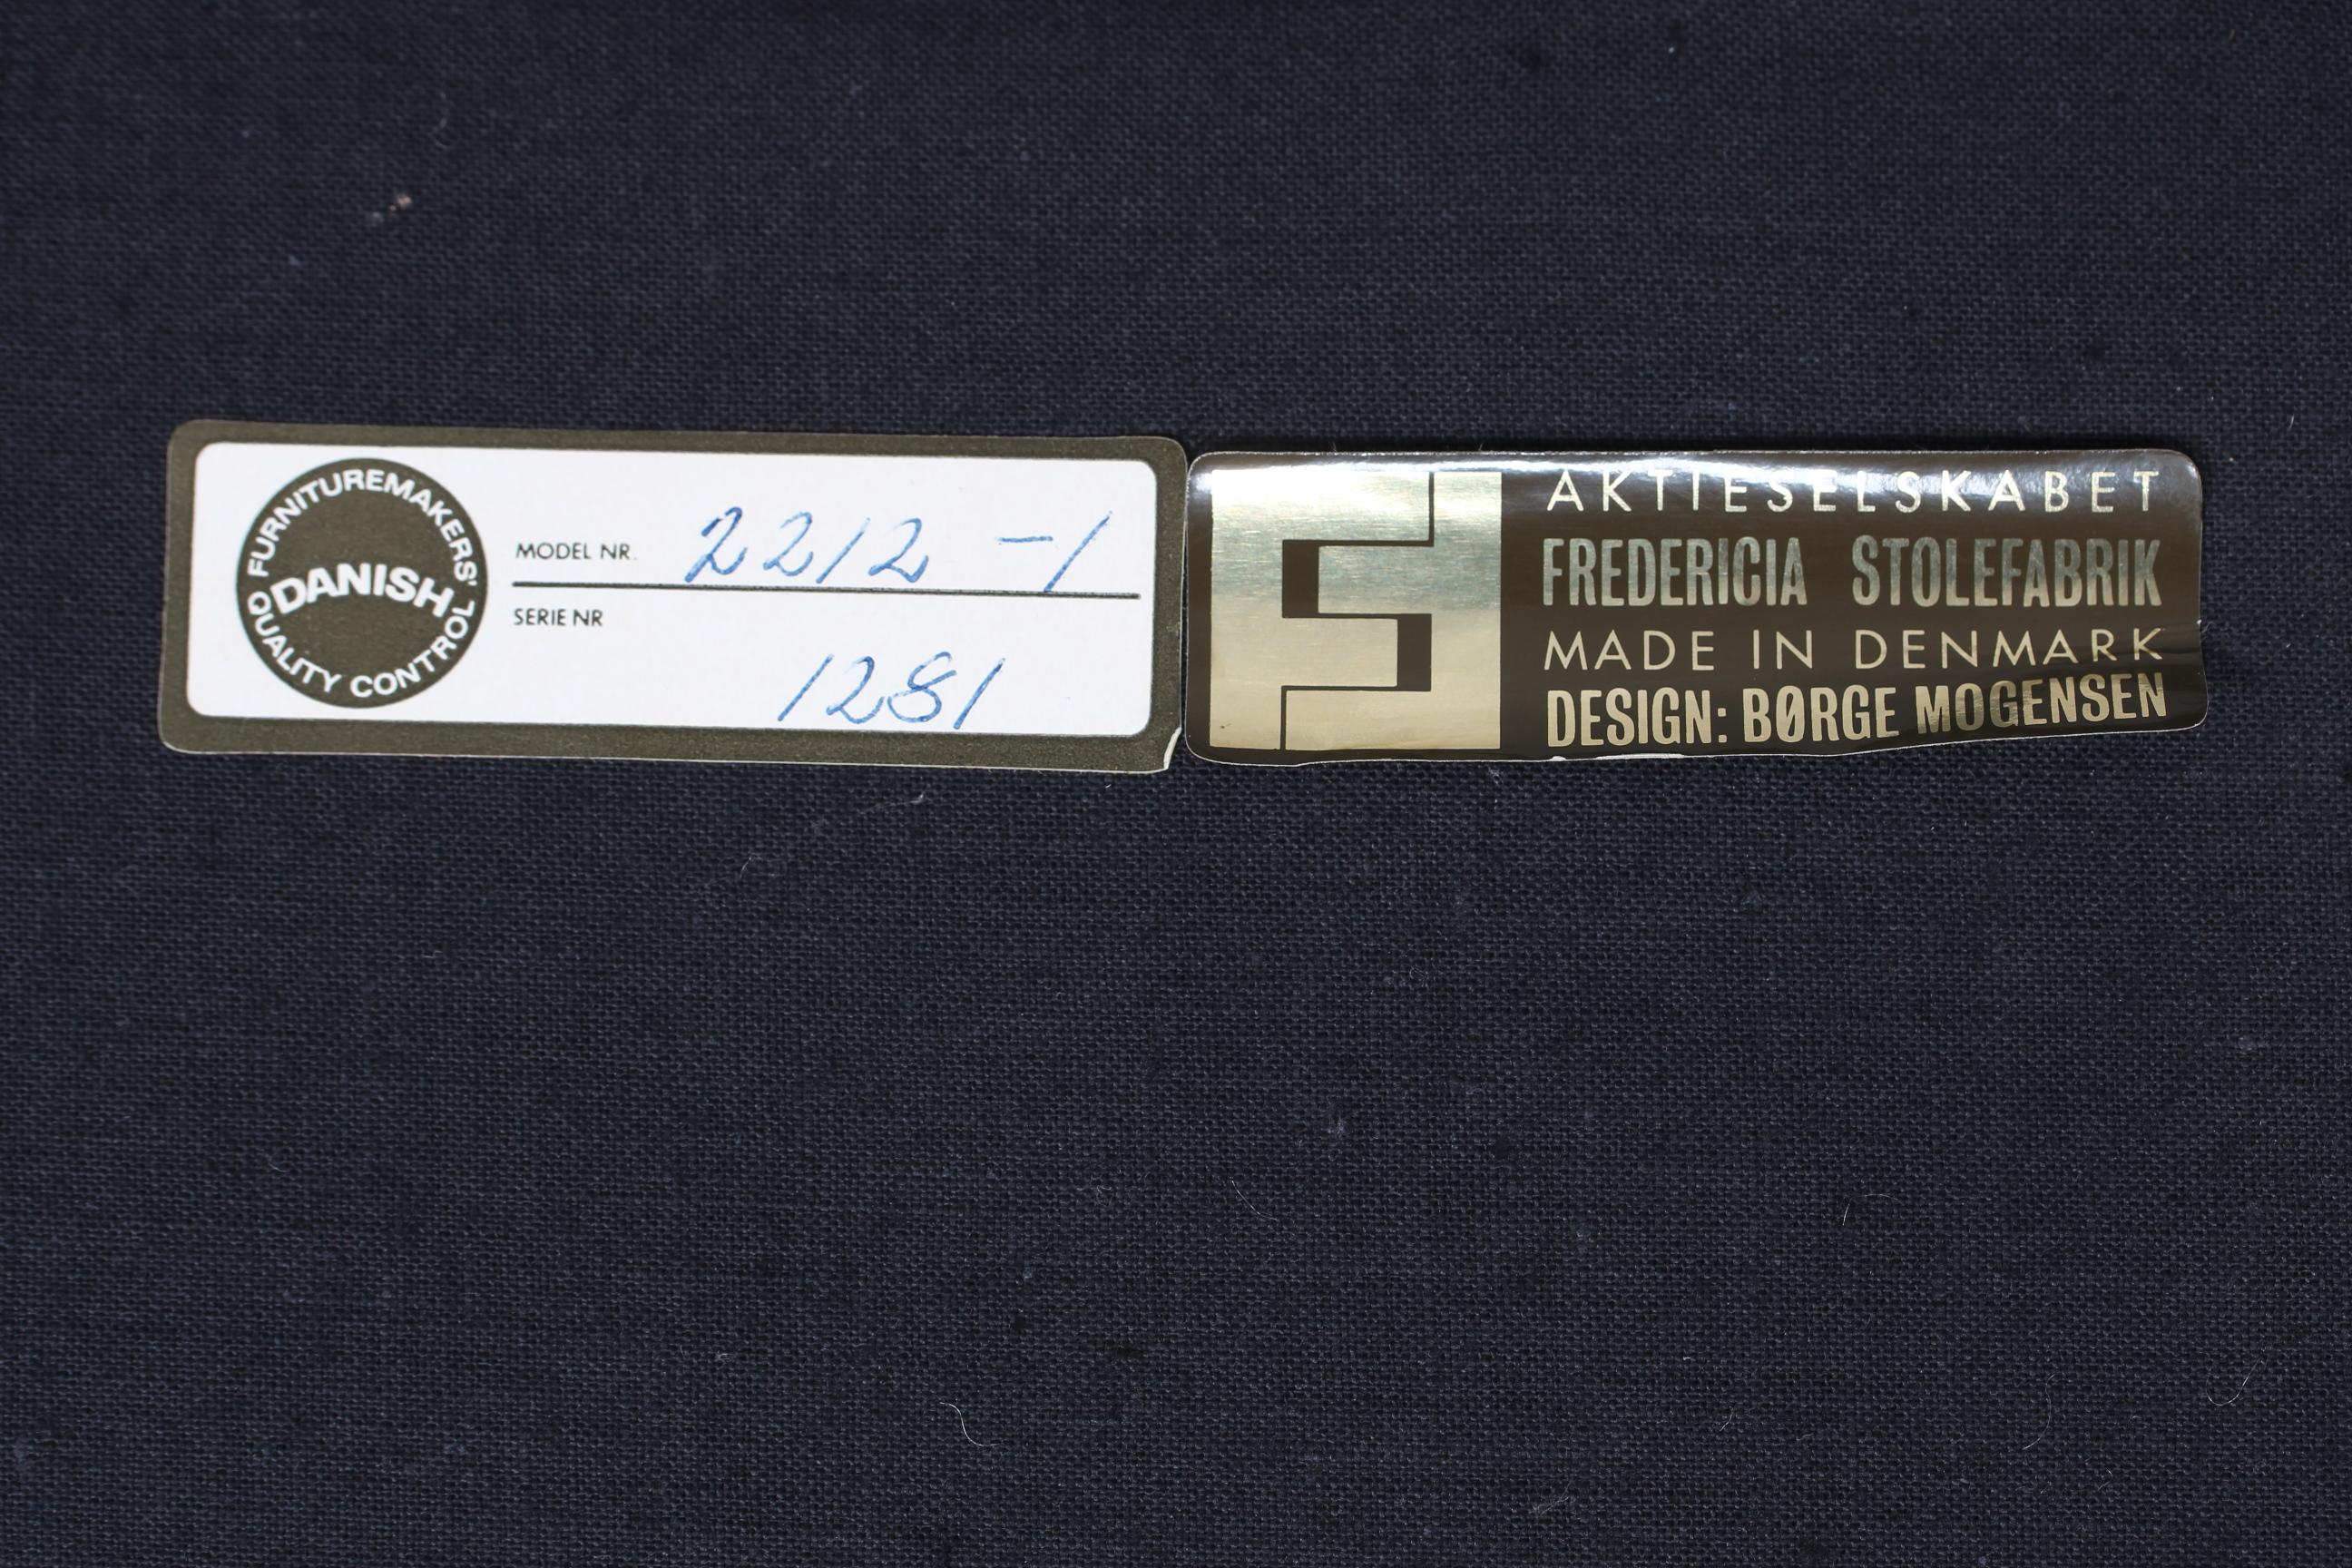 FURNITUREMAKERS'
DANISH
QUALITY CONTROL
MODEL NR. 2212 -1
SERIE NR
1281
AKTIESELSKABET
FREDERICIA STOLEFABRIK
MADE IN DENMARK
DESIGN: BØRGE MOGENSEN